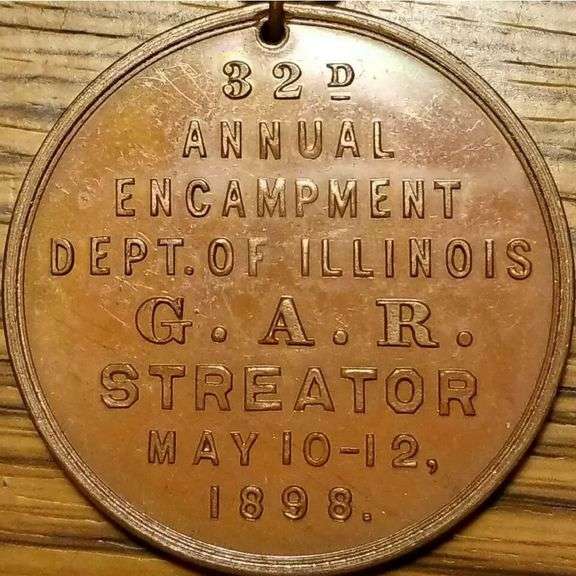 32D
ANNUAL
ENCAMPMENT
DEPT. OF ILLINOIS
G.A.R.
STREATOR
MAY 10-12,
1898.